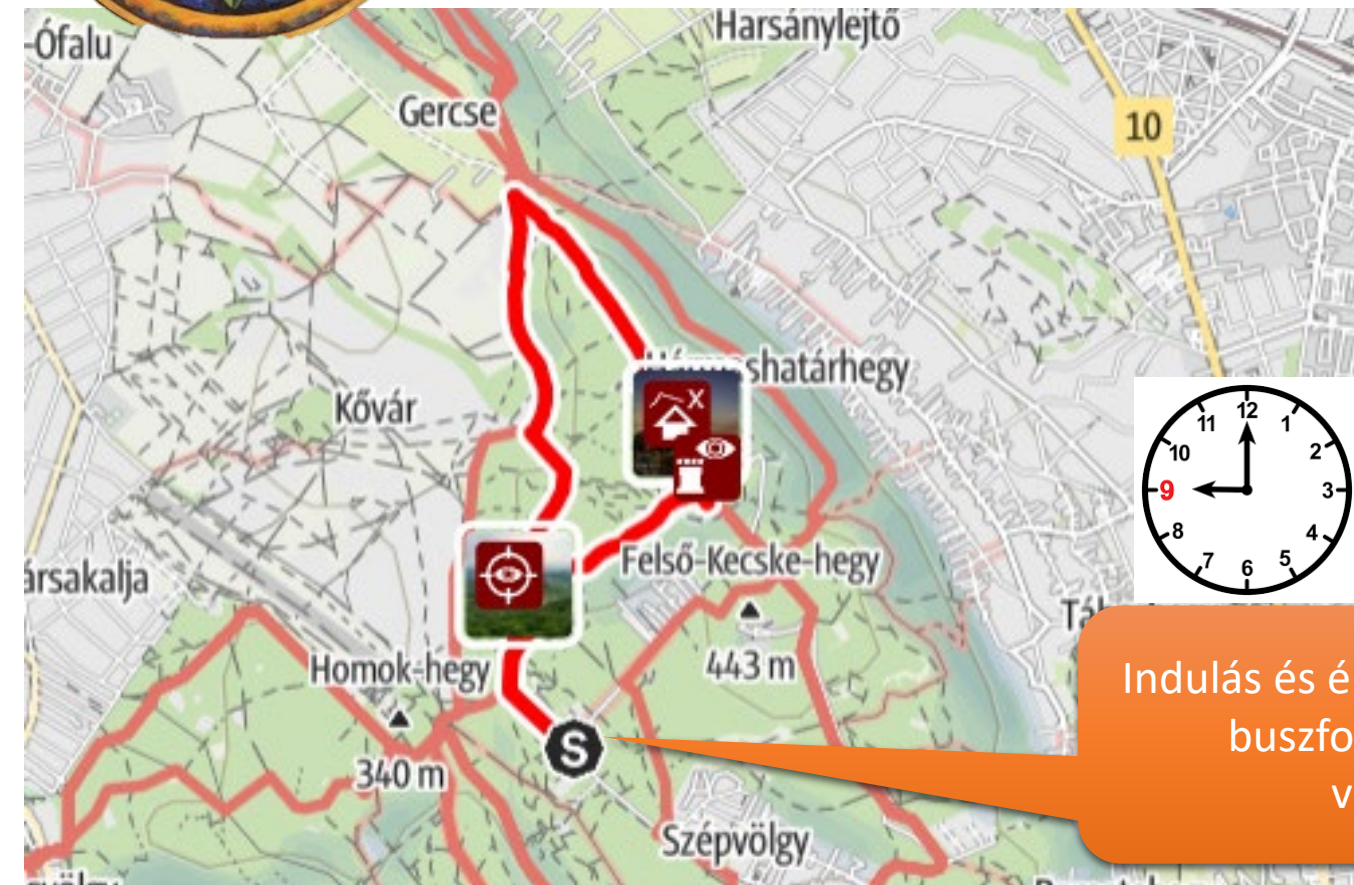 Harsánylejtő
-Ófalu
Gercse
10
shatárhegy
Kővár
11 12 1
10 2
9 3
8 4
7 6 5
X
Felső-Kecske-hegy
ársakalja
Homok-hegy
443 m
S
340 m
Szépvölgy
Indulás és é
buszfo
v